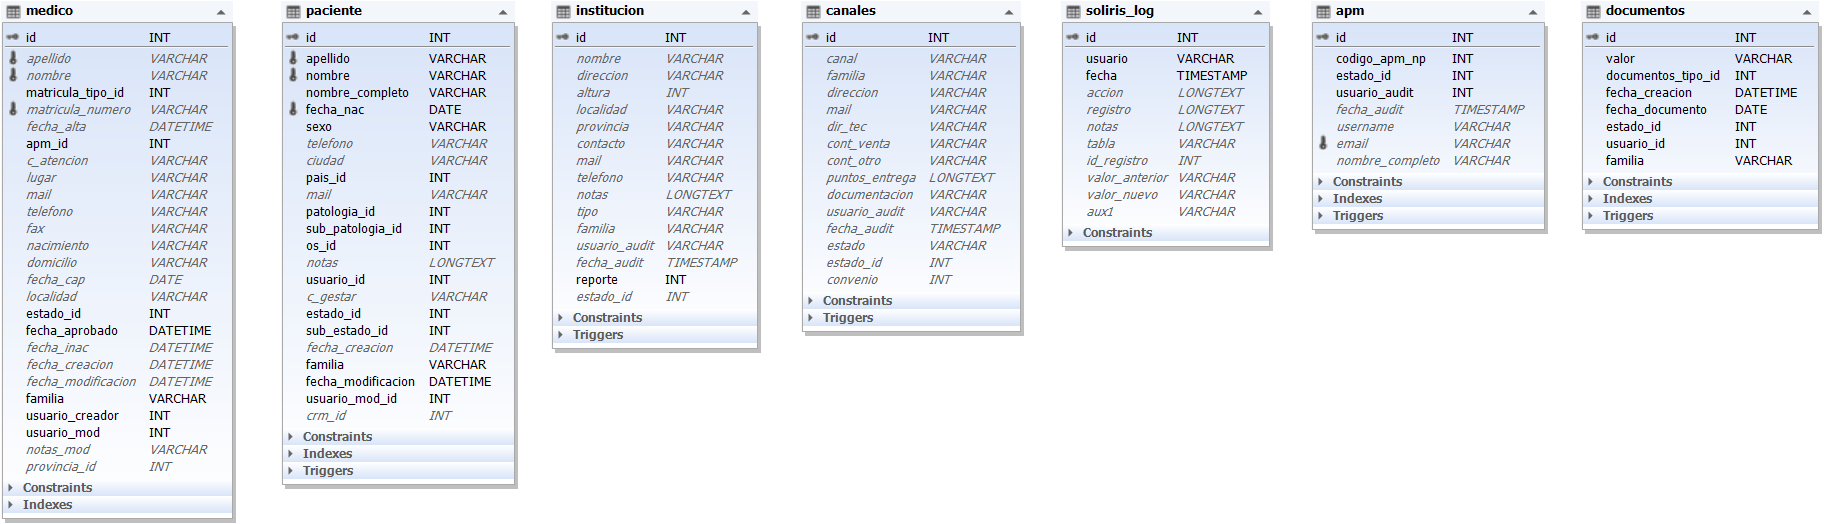 medico
id INT
apellido VARCHAR
nombre VARCHAR
matricula_tipo_id INT
matricula_numero VARCHAR
fecha_alta DATETIME
apm_id INT
c_atencion VARCHAR
lugar VARCHAR
mail VARCHAR
telefono VARCHAR
fax VARCHAR
nacimiento VARCHAR
domicilio VARCHAR
fecha_cap DATE
localidad VARCHAR
estado_id INT
fecha_aprobado DATETIME
fecha_inac DATETIME
fecha_creacion DATETIME
fecha_modificacion DATETIME
familia VARCHAR
usuario_creador INT
usuario_mod INT
notas_mod VARCHAR
provincia_id INT
Constraints
Indexes
paciente
id INT
apellido VARCHAR
nombre VARCHAR
nombre_completo VARCHAR
fecha_nac DATE
sexo VARCHAR
telefono VARCHAR
ciudad VARCHAR
pais_id INT
mail VARCHAR
patologia_id INT
sub_patologia_id INT
os_id INT
notas LONGTEXT
usuario_id INT
c_gestar VARCHAR
estado_id INT
sub_estado_id INT
fecha_creacion DATETIME
familia VARCHAR
fecha_modificacion DATETIME
usuario_mod_id INT
crm_id INT
Constraints
Indexes
Triggers
institucion
id INT
nombre VARCHAR
direccion VARCHAR
altura INT
localidad VARCHAR
provincia VARCHAR
contacto VARCHAR
mail VARCHAR
telefono VARCHAR
notas LONGTEXT
tipo VARCHAR
familia VARCHAR
usuario_audit VARCHAR
fecha_audit TIMESTAMP
reporte INT
estado_id INT
Constraints
Triggers
canales
id INT
canal VARCHAR
familia VARCHAR
direccion VARCHAR
mail VARCHAR
dir_tec VARCHAR
cont_venta VARCHAR
cont_otro VARCHAR
puntos_entrega LONGTEXT
documentacion VARCHAR
usuario_audit VARCHAR
fecha_audit TIMESTAMP
estado VARCHAR
estado_id INT
convenio INT
Constraints
Triggers
soliris_log
id INT
usuario VARCHAR
fecha TIMESTAMP
accion LONGTEXT
registro LONGTEXT
notas LONGTEXT
tabla VARCHAR
id_registro INT
valor_anterior VARCHAR
valor_nuevo VARCHAR
aux1 VARCHAR
Constraints
apm
id INT
codigo_apm_np INT
estado_id INT
usuario_audit INT
fecha_audit TIMESTAMP
username VARCHAR
email VARCHAR
nombre_completo VARCHAR
Constraints
Indexes
Triggers
documentos
id INT
valor VARCHAR
documentos_tipo_id INT
fecha_creacion DATETIME
fecha_documento DATE
estado_id INT
usuario_id INT
familia VARCHAR
Constraints
Indexes
Triggers